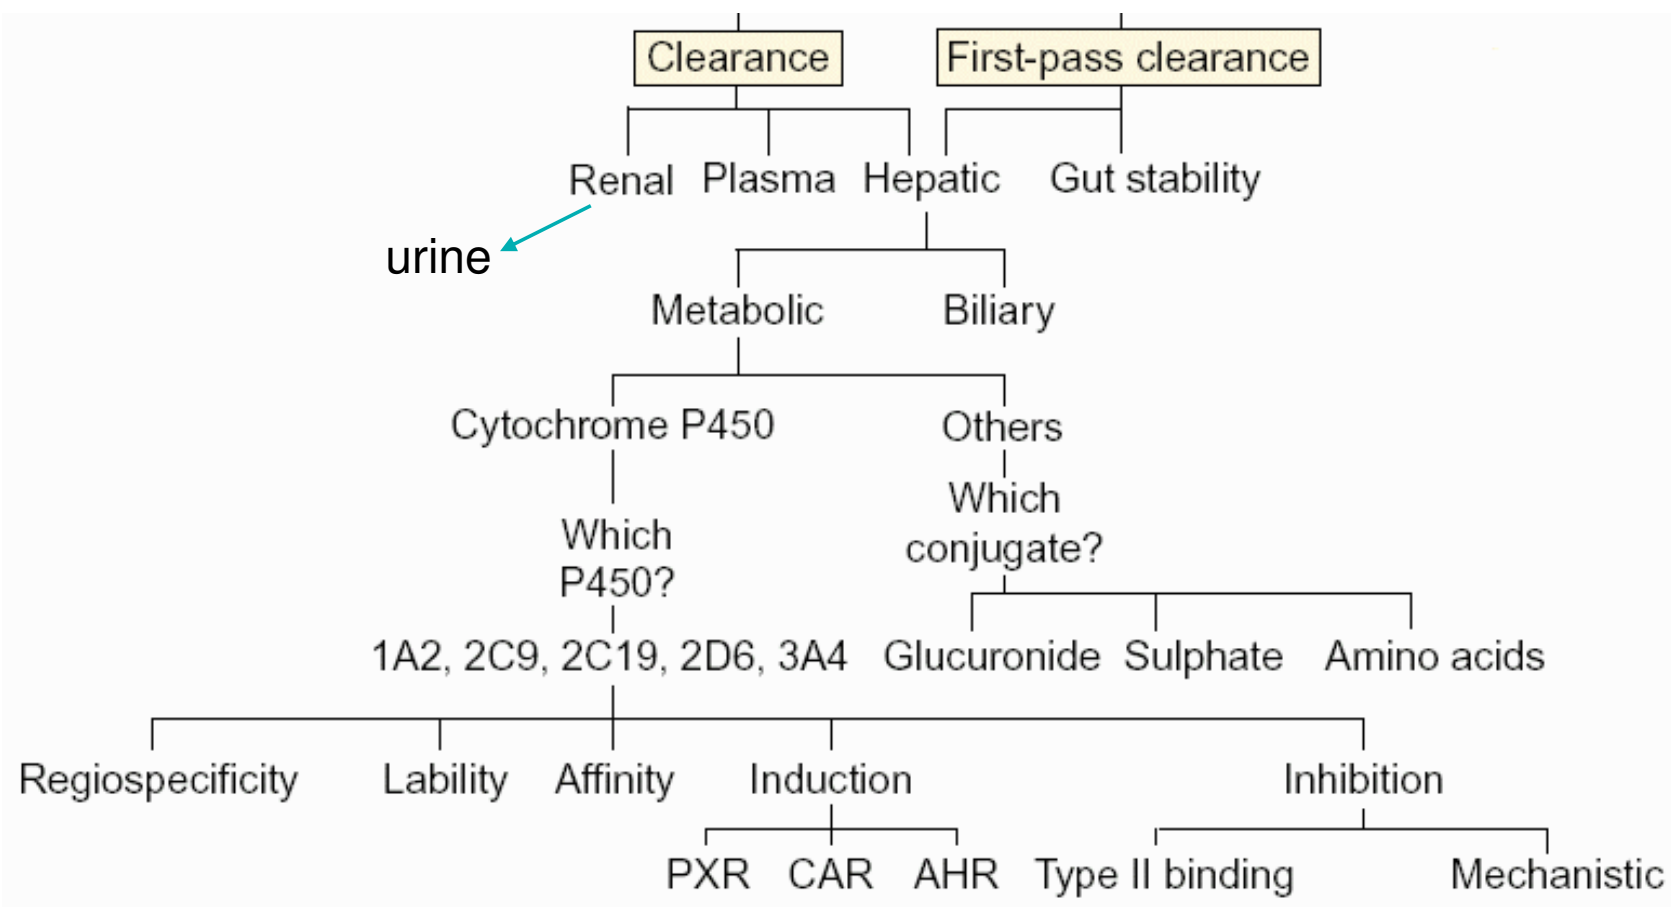 Clearance
First-pass clearance
Renal
Plasma
Hepatic
Gut stability
urine
Metabolic
Biliary
Cytochrome P450
Others
Which
P450?
Which
conjugate?
1A2, 2C9, 2C19, 2D6, 3A4
Glucuronide
Sulphate
Amino acids
Regiospecificity
Lability
Affinity
Induction
Inhibition
PXR
CAR
AHR
Type II binding
Mechanistic